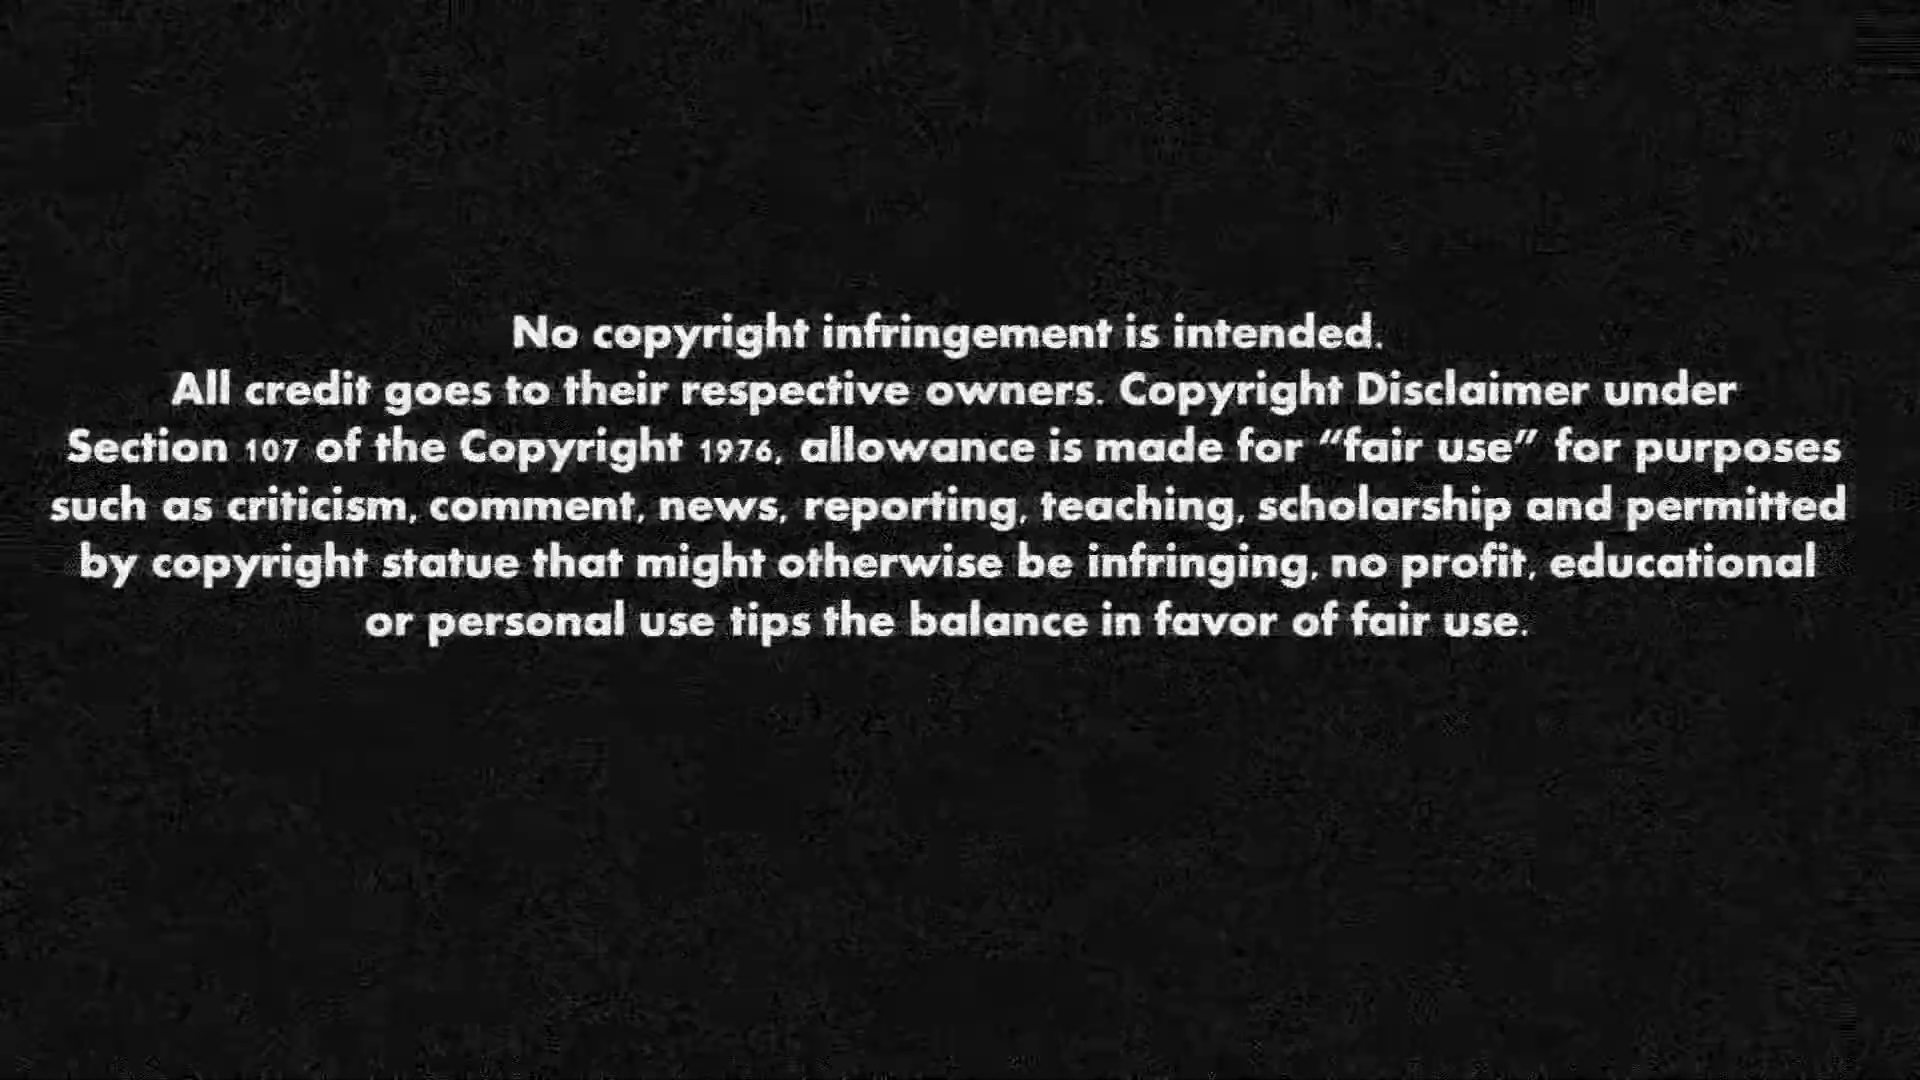 No copyright infringement is intended.
All credit goes to their respective owners. Copyright Disclaimer under
Section 107 of the Copyright 1976, allowance is made for “fair use” for purposes
such as criticism, comment, news, reporting, teaching, scholarship and permitted
by copyright statue that might otherwise be infringing, no profit, educational
or personal use tips the balance in favor of fair use.